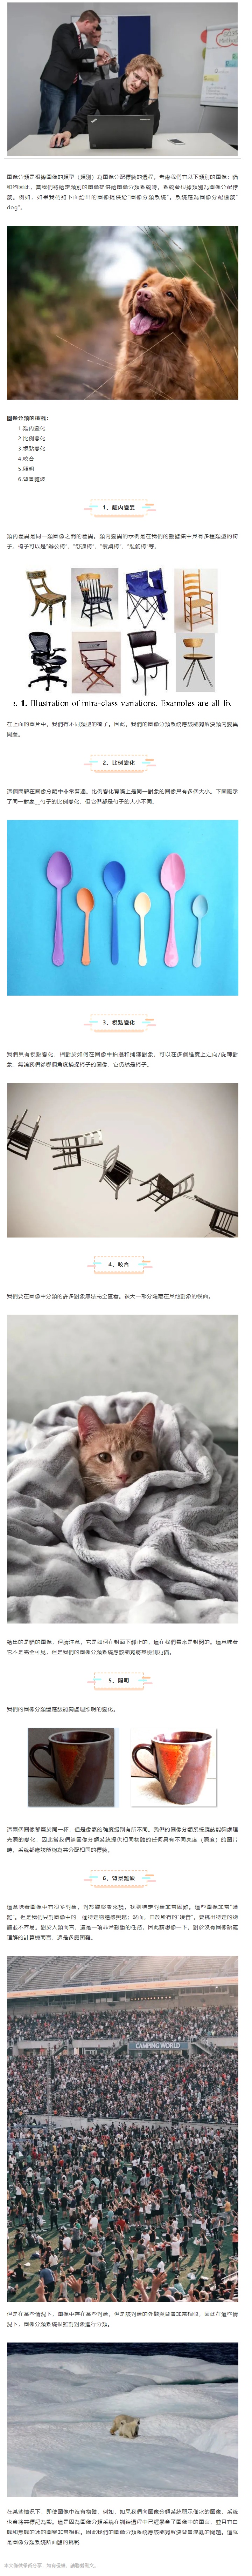 圖像分類是根據圖像的類型（類別）為圖像分配標籤的過程。考慮我們有以下類別的圖像：貓
和狗因此，當我們將給定類別的圖像提供給圖像分類系統時，系統會根據類別為圖像分配標
籤。例如，如果我們將下面給出的圖像提供給“圖像分類系統”。系統應為圖像分配標籤“
dog”。
圖像分類的挑戰：
1.類內變化
2.比例變化
3.視點變化
4.咬合
5.照明
6.背景雜波
1、類內變異
類內差異是同一類圖像之間的差異。類內變異的示例是在我們的數據集中具有多種類型的椅
子。椅子可以是“辦公椅”，“舒適椅”，“餐桌椅”，“裝飾椅”等。
1. Illustration of intra-class variations. Examples are all fro
在上面的圖片中，我們有不同類型的椅子。因此，我們的圖像分類系統應該能夠解決類內變異
問題。
2、比例變化
這個問題在圖像分類中非常普遍。比例變化實際上是同一對象的圖像具有多個大小。下圖顯示
了同一對象__勺子的比例變化，但它們都是勺子的大小不同。
3、視點變化
我們具有視點變化，相對於如何在圖像中拍攝和捕獲對象，可以在多個維度上定向/旋轉對
象。無論我們從哪個角度捕捉椅子的圖像，它仍然是椅子。
4、咬合
我們要在圖像中分類的許多對象無法完全查看。很大一部分隱藏在其他對象的後面。
CAMPING WORLD
給出的是貓的圖像，但請注意，它是如何在封面下靜止的，這在我們看來是封閉的。這意味著
它不是完全可見，但是我們的圖像分類系統應該能夠將其檢測為貓。
5、照明
我們的圖像分類還應該能夠處理照明的變化。
這兩個圖像都屬於同一杯，但是像素的強度級別有所不同。我們的圖像分類系統應該能夠處理
光照的變化，因此當我們給圖像分類系統提供相同物體的任何具有不同亮度（照度）的圖片
時，系統都應該能夠為其分配相同的標籤。
6、背景雜波
這意味著圖像中有很多對象，對於觀察者來說，找到特定對象非常困難。這些圖像非常“嘈
雜”。但是我們只對圖像中的一個特定物體感興趣；然而，由於所有的“噪音”，要挑出特定的物
體並不容易。對於人類而言，這是一項非常艱鉅的任務，因此請想像一下，對於沒有圖像語義
理解的計算機而言，這是多麼困難。
但是在某些情況下，圖像中存在某些對象，但是該對象的外觀與背景非常相似，因此在這些情
況下，圖像分類系統很難對對象進行分類。
在某些情況下，即使圖像中沒有物體，例如，如果我們向圖像分類系統顯示僅冰的圖像，系統
也會將其標記為熊。這是因為圖像分類系統在訓練過程中已經學會了圖像中的圖案，並且有白
熊和無熊的冰的圖案非常相似。因此我們的圖像分類系統應該能夠解決背景混亂的問題。這就
是圖像分類系統所面臨的挑戰
本文僅做學術分享，如有侵權，請聯繫刪文。